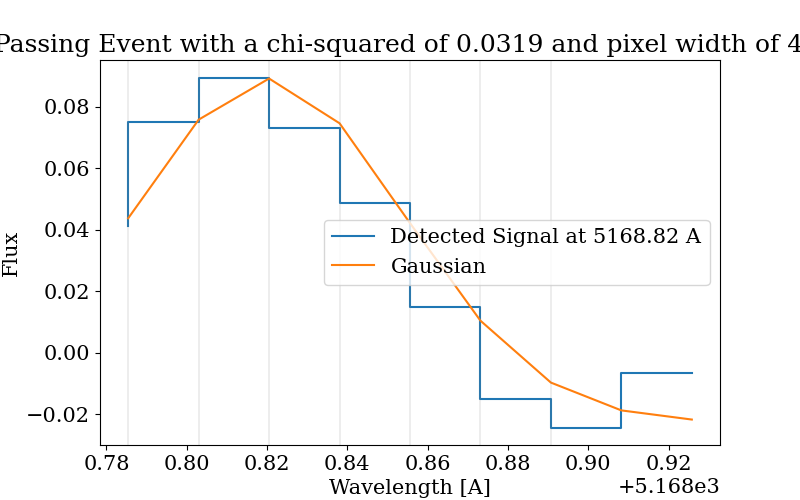 Passing Event with a chi-squared of 0.0319 and pixel width of 4
Flux
0.08
0.06
0.04
0.02
0.00
−0.02
Detected Signal at 5168.82 A
Gaussian
0.78 0.80 0.82 0.84 0.86 0.88 0.90 0.92
+5.168e3
Wavelength [A]